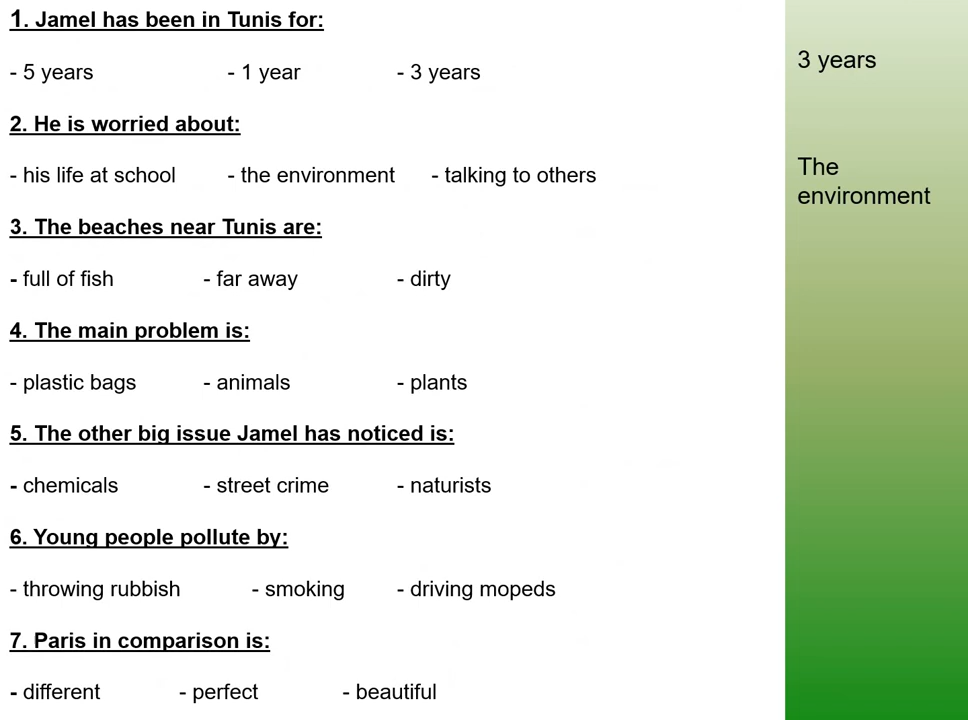 1. Jamel has been in Tunis for:
- 5 years - 1 year - 3 years
3 years
2. He is worried about:
- his life at school - the environment - talking to others
The
environment
3. The beaches near Tunis are:
- full of fish - far away - dirty
4. The main problem is:
- plastic bags - animals - plants
5. The other big issue Jamel has noticed is:
- chemicals - street crime - naturists
6. Young people pollute by:
- throwing rubbish - smoking - driving mopeds
7. Paris in comparison is:
- different - perfect - beautiful